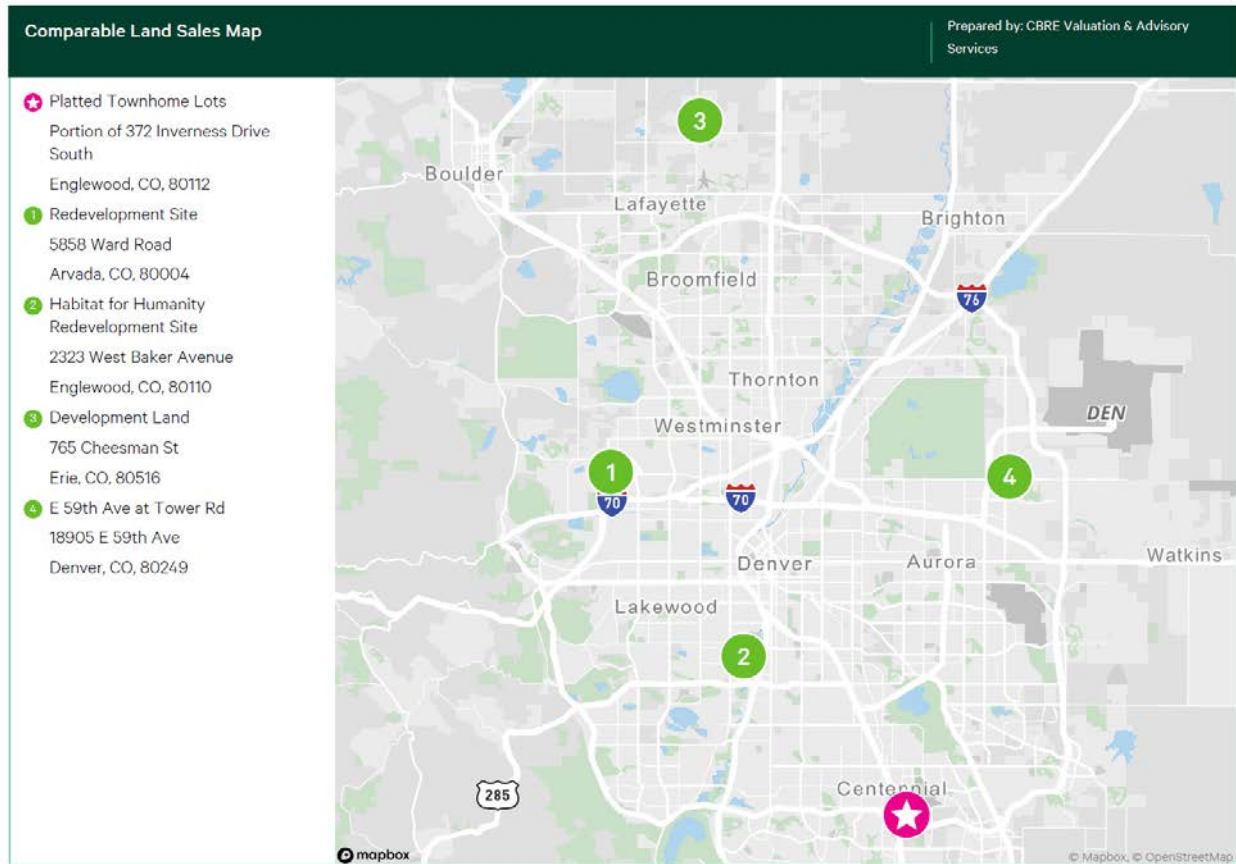 Comparable Land Sales Map
Prepared by: CBRE Valuation & Advisory
Services
Platted Townhome Lots
Portion of 372 Inverness Drive
South
Englewood, CO, 80112
1 Redevelopment Site
5858 Ward Road
Arvada, CO, 80004
2 Habitat for Humanity
Redevelopment Site
2323 West Baker Avenue
Englewood, CO, 80110
3 Development Land
765 Cheesman St
Erie, CO, 80516
4 E 59th Ave at Tower Rd
18905 E 59th Ave
Denver, CO, 80249
3
Boulder
Lafayette
Brighton
Broomfield
76
Thornton
DEN
Westminster
1
4
70
70
Denver
Aurora
Watkins
Lakewood
2
Centennial
285
mapbox
© Mapbox, © OpenStreetMap